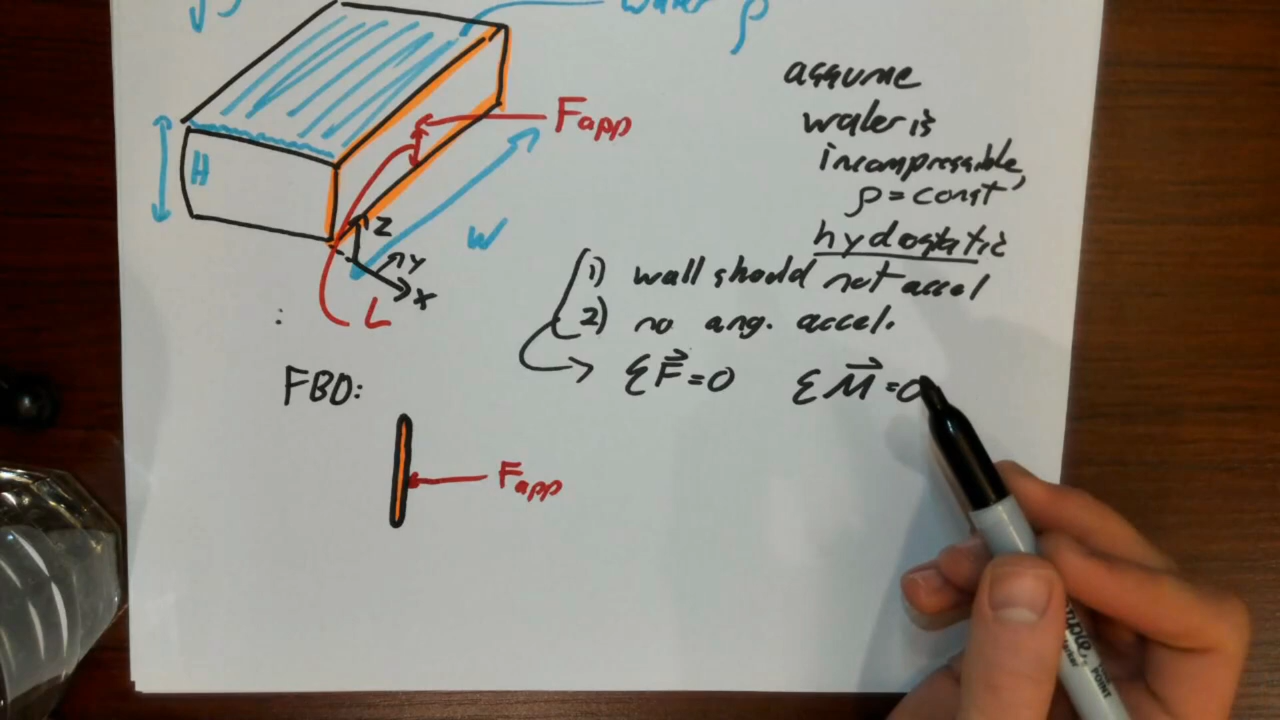 water ρ
assume
Fapp
water is
H
incompressible,
ρ = const
Z
W
hydostatic
Y
1) wall should not accel
X
L
2) no ang. accel.
:
FBD:
ΣF⃗ = 0 ΣM⃗ = 0
Fapp
POINT